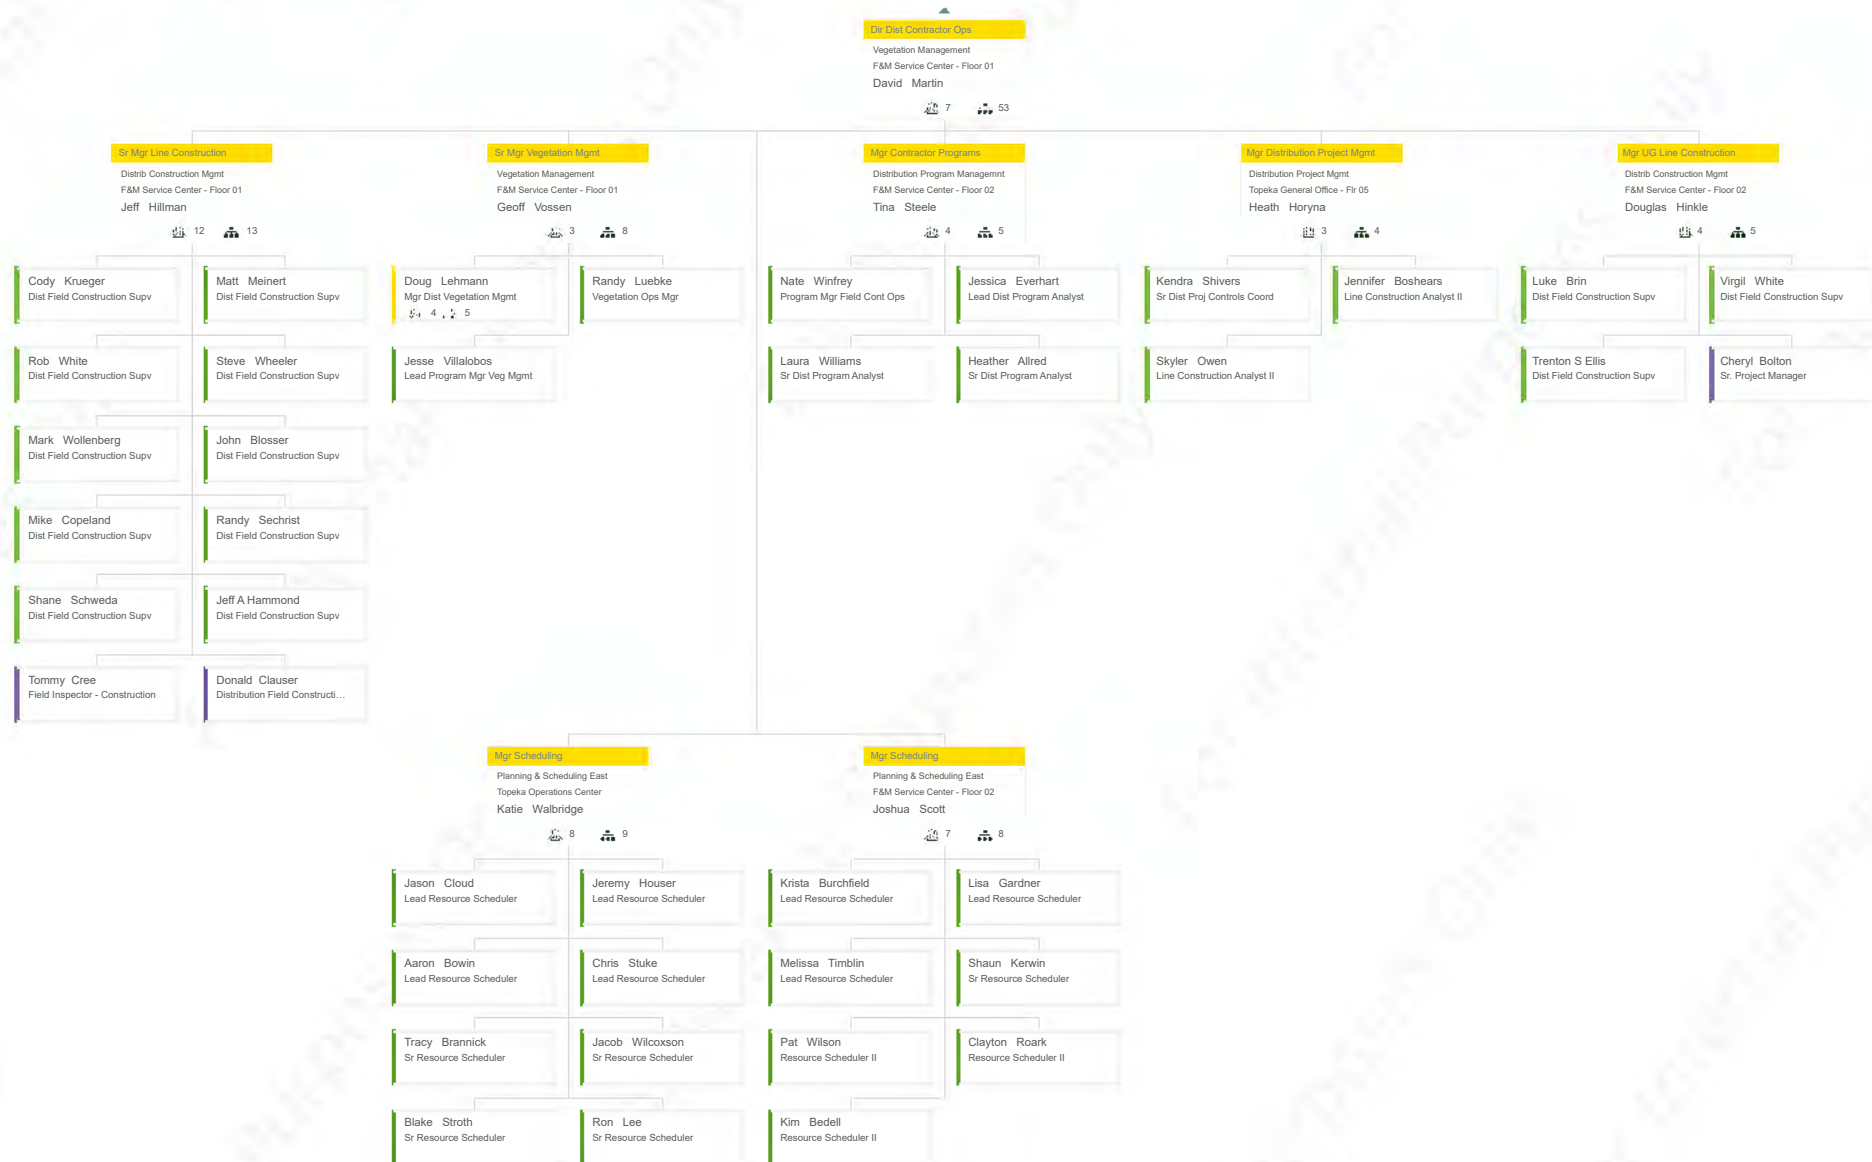 Dir Dist Contractor Ops
Vegetation Management
F&M Service Center - Floor 01
David Martin
7 53
Sr Mgr Line Construction
Distrib Construction Mgmt
F&M Service Center - Floor 01
Jeff Hillman
12 13
Cody Krueger
Dist Field Construction Supv
Matt Meinert
Dist Field Construction Supv
Rob White
Dist Field Construction Supv
Steve Wheeler
Dist Field Construction Supv
Mark Wollenberg
Dist Field Construction Supv
John Blosser
Dist Field Construction Supv
Mike Copeland
Dist Field Construction Supv
Randy Sechrist
Dist Field Construction Supv
Shane Schweda
Dist Field Construction Supv
Jeff A Hammond
Dist Field Construction Supv
Tommy Cree
Field Inspector - Construction
Donald Clauser
Distribution Field Constructi...
Sr Mgr Vegetation Mgmt
Vegetation Management
F&M Service Center - Floor 01
Geoff Vossen
3 8
Doug Lehmann
Mgr Dist Vegetation Mgmt
4 5
Randy Luebke
Vegetation Ops Mgr
Jesse Villalobos
Lead Program Mgr Veg Mgmt
Mgr Contractor Programs
Distribution Program Managemnt
F&M Service Center - Floor 02
Tina Steele
4 5
Nate Winfrey
Program Mgr Field Cont Ops
Jessica Everhart
Lead Dist Program Analyst
Laura Williams
Sr Dist Program Analyst
Heather Allred
Sr Dist Program Analyst
Mgr Distribution Project Mgmt
Distribution Project Mgmt
Topeka General Office - Flr 05
Heath Horyna
3 4
Kendra Shivers
Sr Dist Proj Controls Coord
Jennifer Boshears
Line Construction Analyst II
Skyler Owen
Line Construction Analyst II
Mgr UG Line Construction
Distrib Construction Mgmt
F&M Service Center - Floor 02
Douglas Hinkle
4 5
Luke Brin
Dist Field Construction Supv
Virgil White
Dist Field Construction Supv
Trenton S Ellis
Dist Field Construction Supv
Cheryl Bolton
Sr. Project Manager
Mgr Scheduling
Planning & Scheduling East
Topeka Operations Center
Katie Walbridge
8 9
Jason Cloud
Lead Resource Scheduler
Jeremy Houser
Lead Resource Scheduler
Aaron Bowin
Lead Resource Scheduler
Chris Stuke
Lead Resource Scheduler
Tracy Brannick
Sr Resource Scheduler
Jacob Wilcoxson
Sr Resource Scheduler
Blake Stroth
Sr Resource Scheduler
Ron Lee
Sr Resource Scheduler
Mgr Scheduling
Planning & Scheduling East
F&M Service Center - Floor 02
Joshua Scott
7 8
Krista Burchfield
Lead Resource Scheduler
Lisa Gardner
Lead Resource Scheduler
Melissa Timblin
Lead Resource Scheduler
Shaun Kerwin
Sr Resource Scheduler
Pat Wilson
Resource Scheduler II
Clayton Roark
Resource Scheduler II
Kim Bedell
Resource Scheduler II